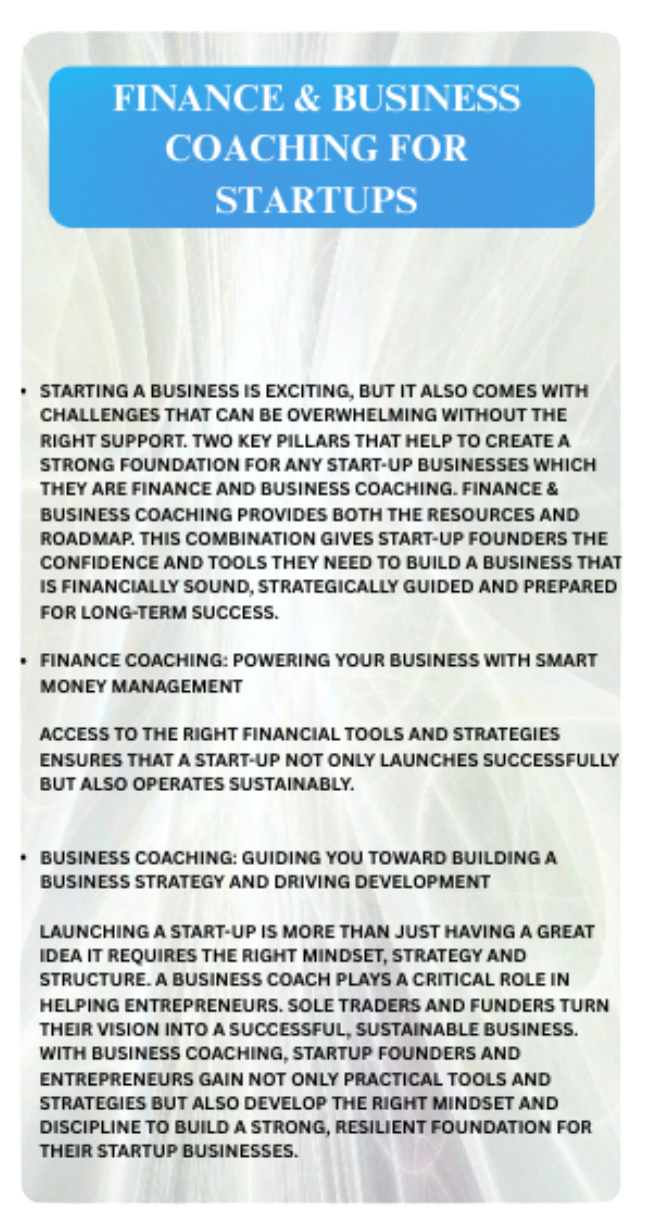 FINANCE & BUSINESS
COACHING FOR
STARTUPS
• STARTING A BUSINESS IS EXCITING, BUT IT ALSO COMES WITH
CHALLENGES THAT CAN BE OVERWHELMING WITHOUT THE
RIGHT SUPPORT. TWO KEY PILLARS THAT HELP TO CREATE A
STRONG FOUNDATION FOR ANY START-UP BUSINESSES WHICH
THEY ARE FINANCE AND BUSINESS COACHING. FINANCE &
BUSINESS COACHING PROVIDES BOTH THE RESOURCES AND
ROADMAP. THIS COMBINATION GIVES START-UP FOUNDERS THE
CONFIDENCE AND TOOLS THEY NEED TO BUILD A BUSINESS THAT
IS FINANCIALLY SOUND, STRATEGICALLY GUIDED AND PREPARED
FOR LONG-TERM SUCCESS.
• FINANCE COACHING: POWERING YOUR BUSINESS WITH SMART
MONEY MANAGEMENT
ACCESS TO THE RIGHT FINANCIAL TOOLS AND STRATEGIES
ENSURES THAT A START-UP NOT ONLY LAUNCHES SUCCESSFULLY
BUT ALSO OPERATES SUSTAINABLY.
• BUSINESS COACHING: GUIDING YOU TOWARD BUILDING A
BUSINESS STRATEGY AND DRIVING DEVELOPMENT
LAUNCHING A START-UP IS MORE THAN JUST HAVING A GREAT
IDEA IT REQUIRES THE RIGHT MINDSET, STRATEGY AND
STRUCTURE. A BUSINESS COACH PLAYS A CRITICAL ROLE IN
HELPING ENTREPRENEURS. SOLE TRADERS AND FUNDERS TURN
THEIR VISION INTO A SUCCESSFUL, SUSTAINABLE BUSINESS.
WITH BUSINESS COACHING, STARTUP FOUNDERS AND
ENTREPRENEURS GAIN NOT ONLY PRACTICAL TOOLS AND
STRATEGIES BUT ALSO DEVELOP THE RIGHT MINDSET AND
DISCIPLINE TO BUILD A STRONG, RESILIENT FOUNDATION FOR
THEIR STARTUP BUSINESSES.